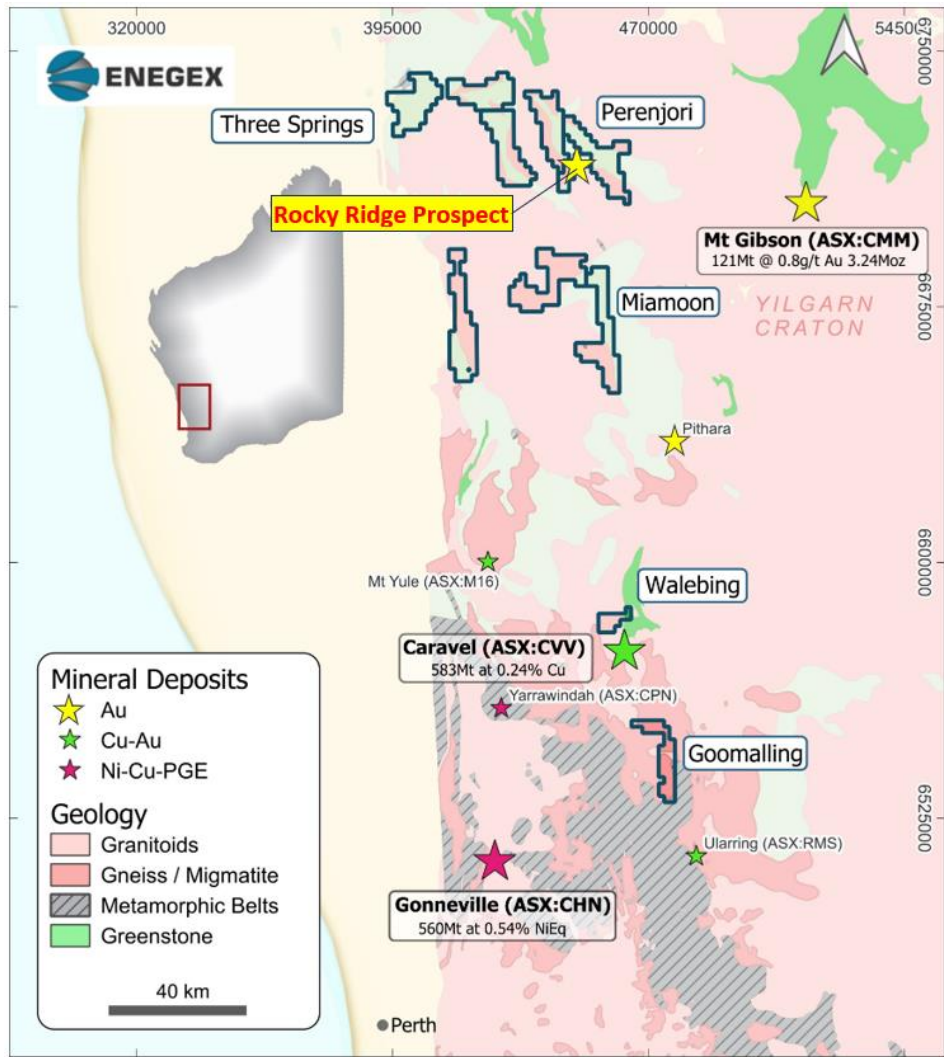 320000
395000
470000
545000
6750000
ENEGEX
Three Springs
Perenjori
Rocky Ridge Prospect
Mt Gibson (ASX:CMM)
121Mt @ 0.8g/t Au 3.24Moz
6675000
Miamoon
YILGARN
CRATON
Pithara
6600000
Mt Yule (ASX:M16)
Walebing
Caravel (ASX:CVV)
583Mt at 0.24% Cu
Yarrawindah (ASX:CPN)
Goomalling
6525000
Ularring (ASX:RMS)
Gonneville (ASX:CHN)
560Mt at 0.54% NiEq
Perth
Mineral Deposits
Au
Cu-Au
Ni-Cu-PGE
Geology
Granitoids
Gneiss / Migmatite
Metamorphic Belts
Greenstone
40 km